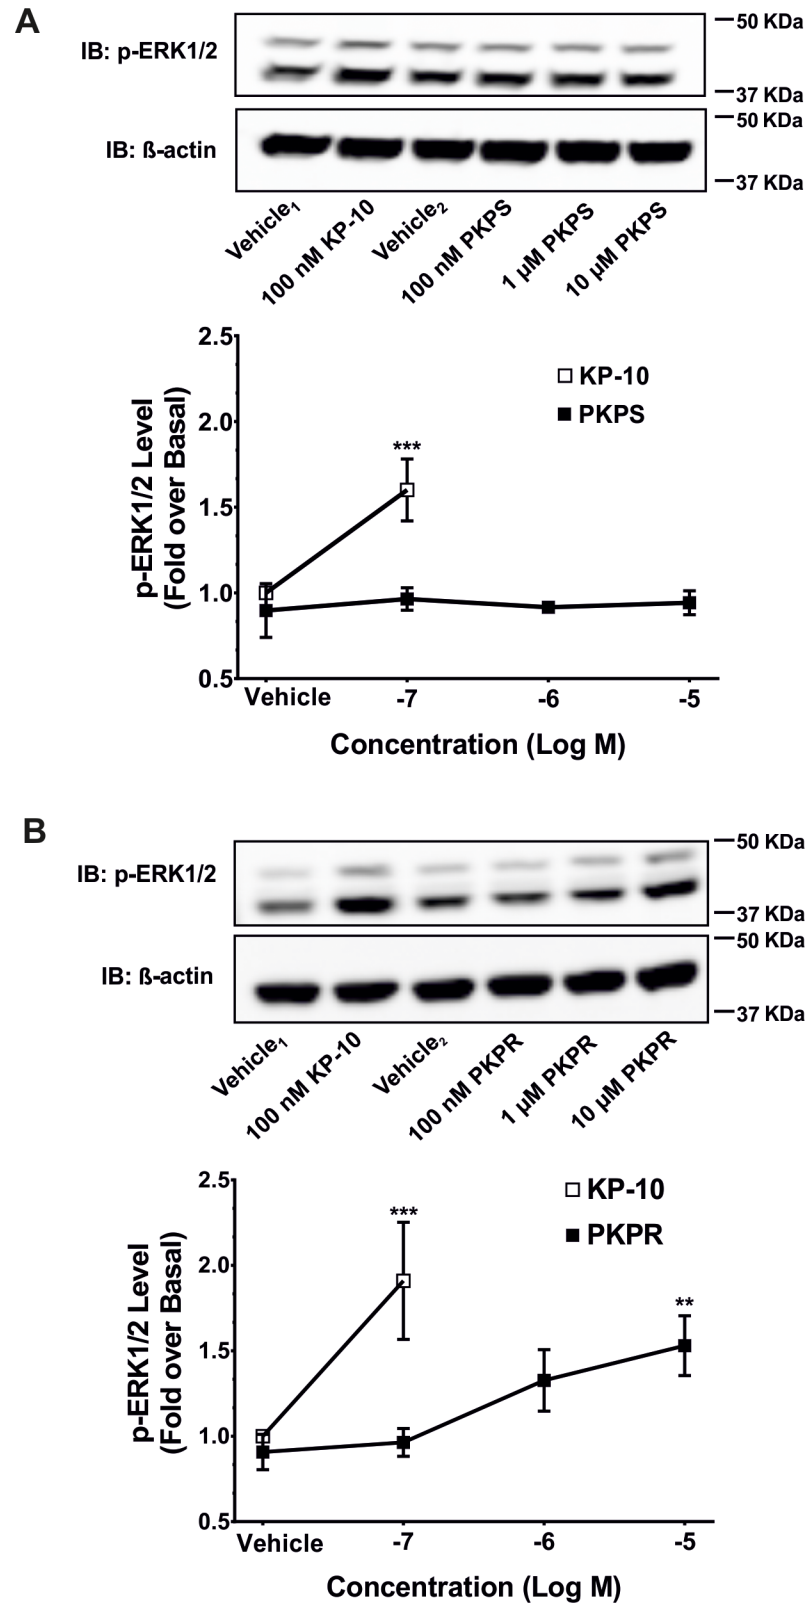 A
50 KDa
IB: p-ERK1/2
37 KDa
50 KDa
IB: ß-actin
37 KDa
Vehicle₁
100 nM KP-10
Vehicle₂
100 nM PKPS
1 µM PKPS
10 µM PKPS
p-ERK1/2 Level
(Fold over Basal)
2.5
2.0
1.5
1.0
0.5
KP-10
PKPS
***
Vehicle
-7
-6
-5
Concentration (Log M)
B
50 KDa
IB: p-ERK1/2
37 KDa
50 KDa
IB: ß-actin
37 KDa
Vehicle₁
100 nM KP-10
Vehicle₂
100 nM PKPR
1 µM PKPR
10 µM PKPR
p-ERK1/2 Level
(Fold over Basal)
2.5
2.0
1.5
1.0
0.5
KP-10
PKPR
***
**
Vehicle
-7
-6
-5
Concentration (Log M)